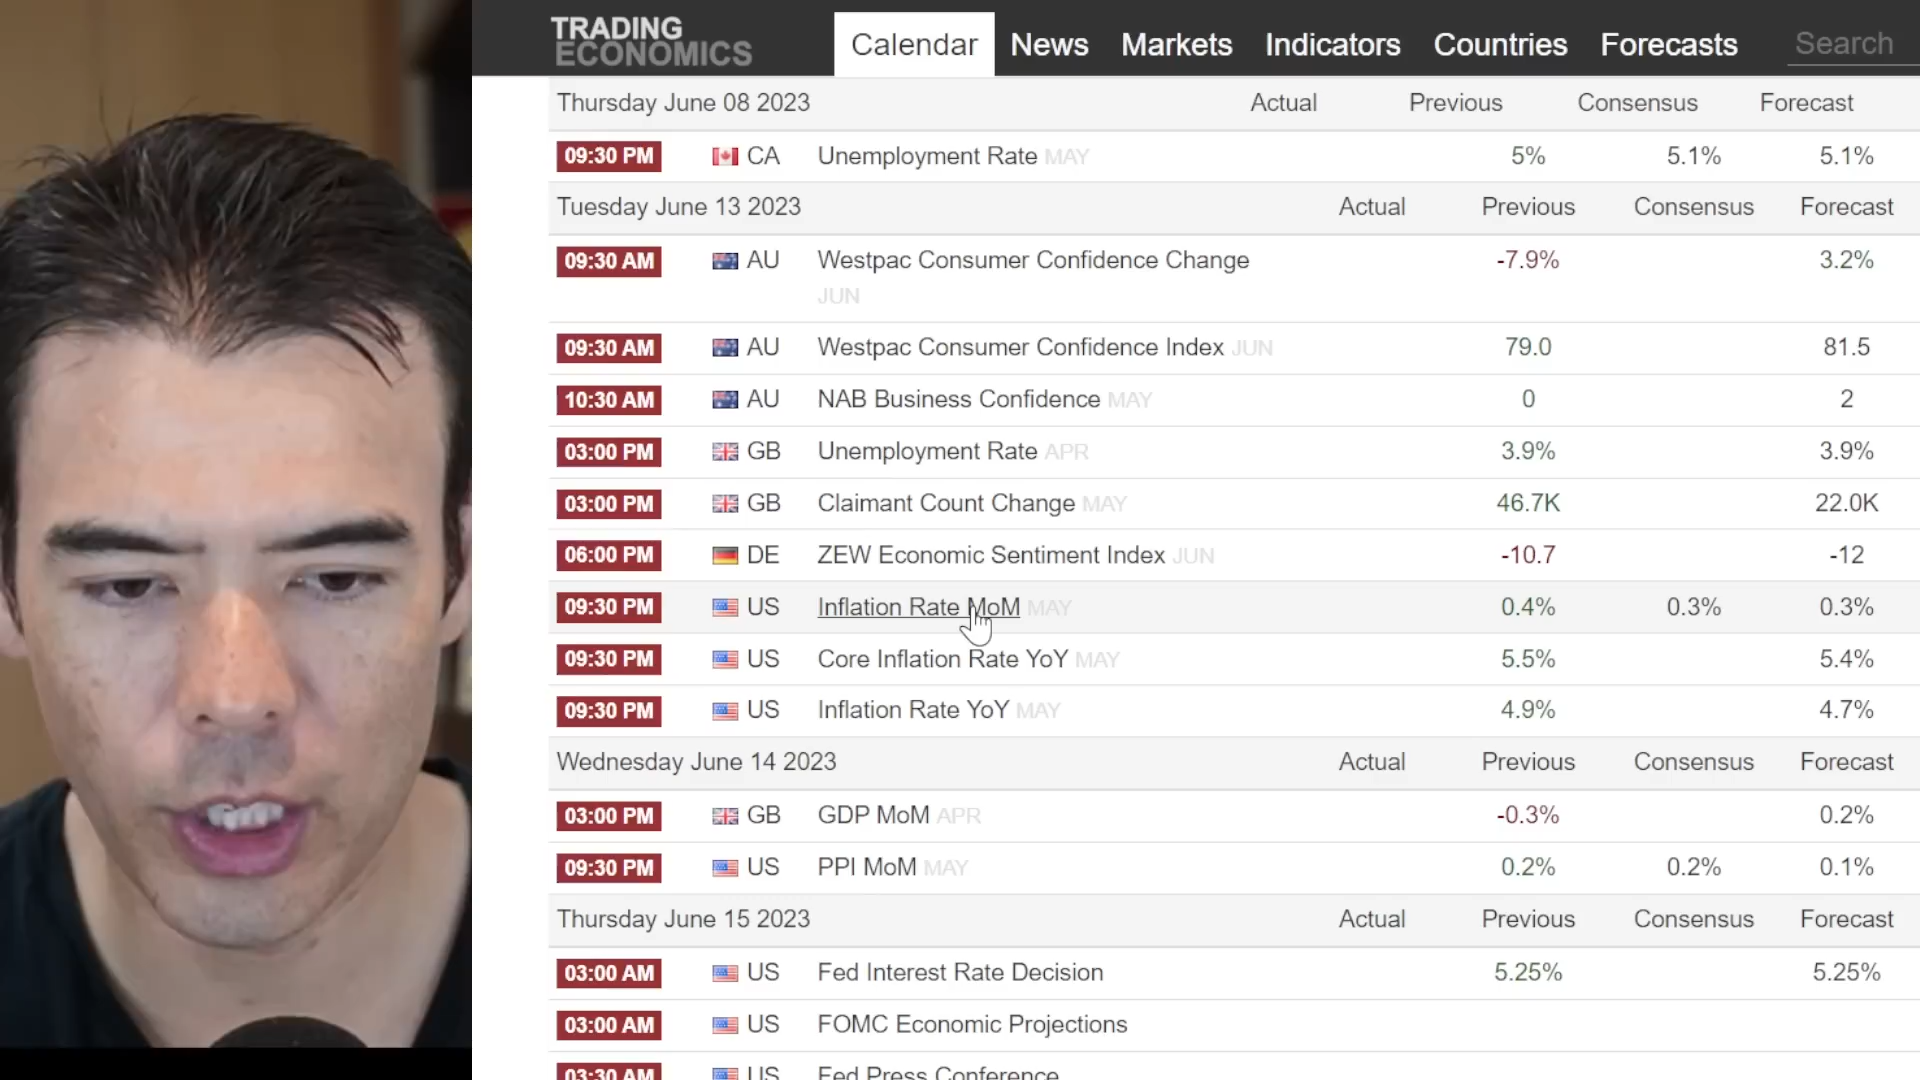 TRADING
ECONOMICS
Calendar News Markets Indicators Countries Forecasts Search
Thursday June 08 2023 Actual Previous Consensus Forecast
09:30 PM CA Unemployment Rate MAY 5% 5.1% 5.1%
Tuesday June 13 2023 Actual Previous Consensus Forecast
09:30 AM AU Westpac Consumer Confidence Change -7.9% 3.2%
JUN
09:30 AM AU Westpac Consumer Confidence Index JUN 79.0 81.5
10:30 AM AU NAB Business Confidence MAY 0 2
03:00 PM GB Unemployment Rate APR 3.9% 3.9%
03:00 PM GB Claimant Count Change MAY 46.7K 22.0K
06:00 PM DE ZEW Economic Sentiment Index JUN -10.7 -12
09:30 PM US Inflation Rate MoM MAY 0.4% 0.3% 0.3%
09:30 PM US Core Inflation Rate YoY MAY 5.5% 5.4%
09:30 PM US Inflation Rate YoY MAY 4.9% 4.7%
Wednesday June 14 2023 Actual Previous Consensus Forecast
03:00 PM GB GDP MoM APR -0.3% 0.2%
09:30 PM US PPI MoM MAY 0.2% 0.2% 0.1%
Thursday June 15 2023 Actual Previous Consensus Forecast
03:00 AM US Fed Interest Rate Decision 5.25% 5.25%
03:00 AM US FOMC Economic Projections
03:30 AM US Fed Press Conference